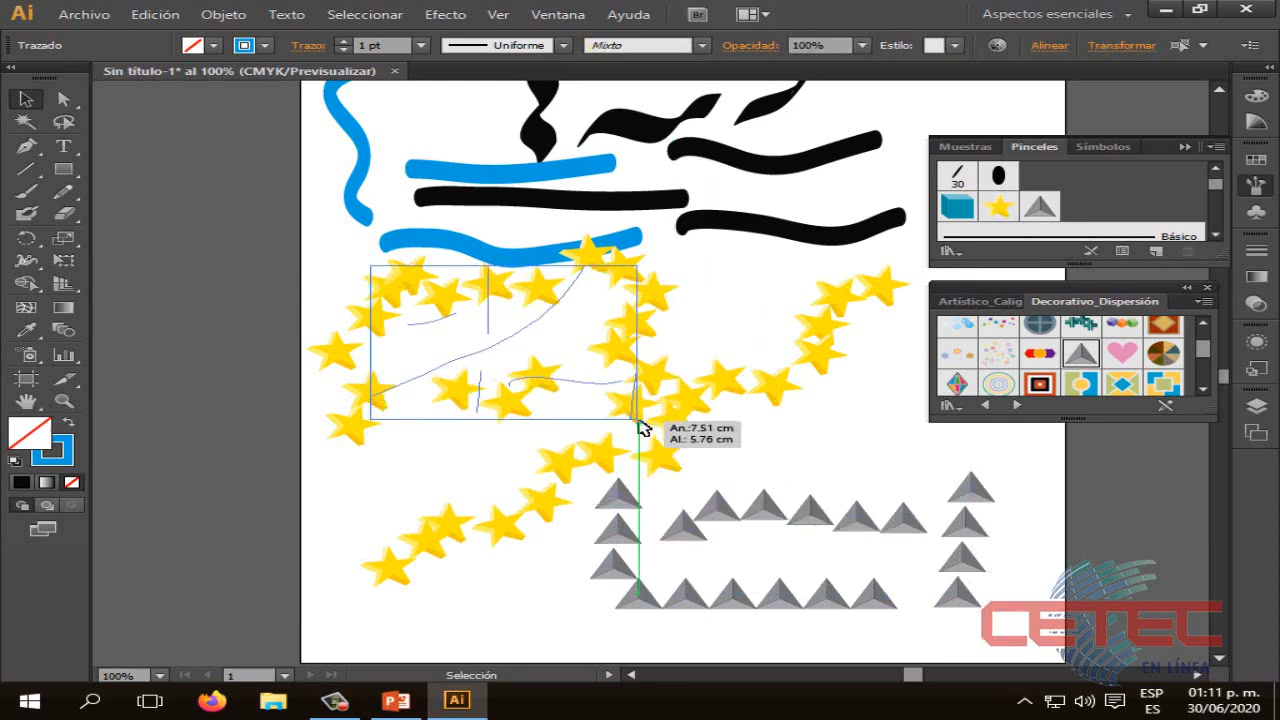 Ai Archivo Edición Objeto Texto Seleccionar Efecto Ver Ventana Ayuda Br Aspectos esenciales
Trazado Trazo: 1 pt Uniforme Mixto Opacidad: 100% Estilo: Alinear Transformar
Sin título-1* al 100% (CMYK/Previsualizar)
Muestras Pinceles Símbolos
30
Básico
Artístico_Calig Decorativo_Dispersión
An.:7.51 cm
Al.: 5.76 cm
CETEC
EN LÍNEA
100% 1 Selección
Ai
ESP
ES
01:11 p. m.
30/06/2020